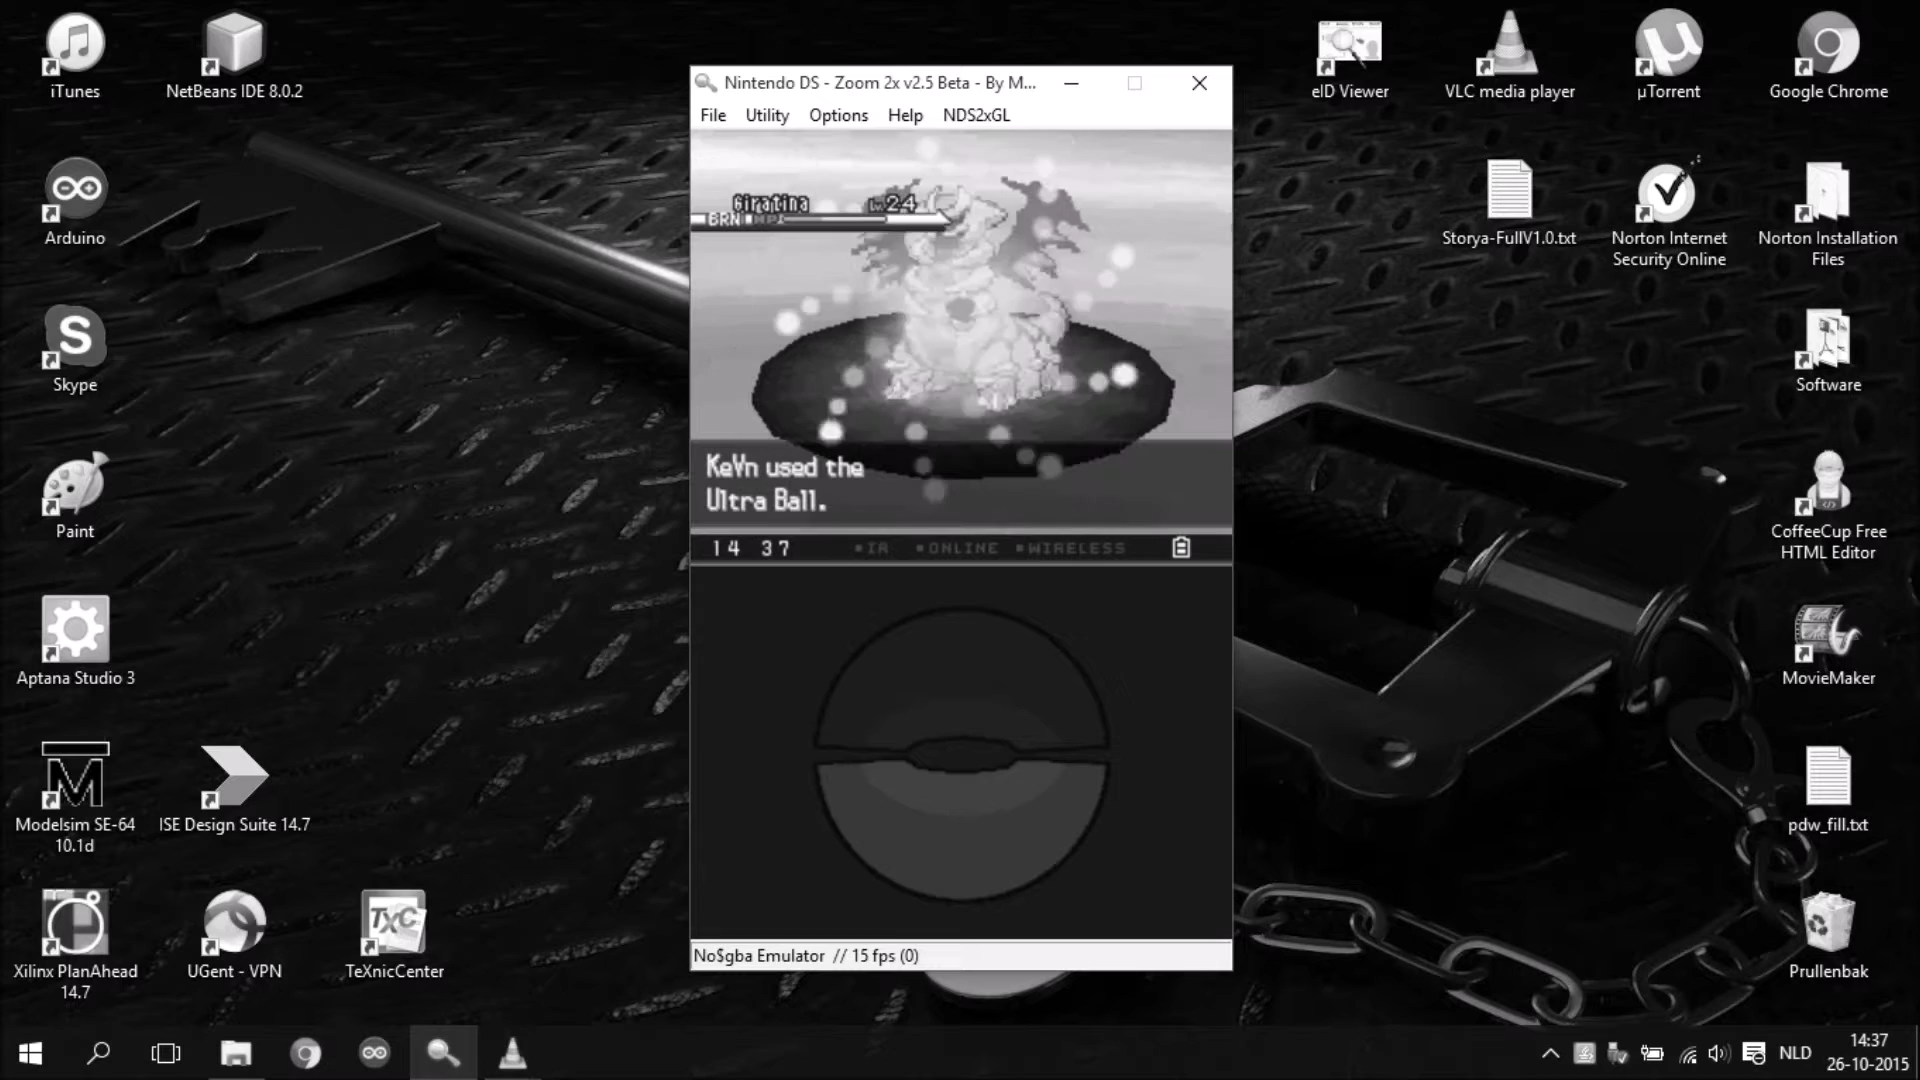 iTunes
NetBeans IDE 8.0.2
Arduino
Skype
Paint
Aptana Studio 3
Modelsim SE-64
10.1d
ISE Design Suite 14.7
Xilinx PlanAhead
14.7
UGent - VPN
TeXnicCenter
Nintendo DS - Zoom 2x v2.5 Beta - By M...
File Utility Options Help NDS2xGL
Giratina Lv.24
BRN HP
KeVn used the
Ultra Ball.
14 37 IR ONLINE WIRELESS
No$gba Emulator // 15 fps (0)
eID Viewer
VLC media player
µTorrent
Google Chrome
Storya-FullV1.0.txt
Norton Internet
Security Online
Norton Installation
Files
Software
CoffeeCup Free
HTML Editor
MovieMaker
pdw_fill.txt
Prullenbak
NLD
14:37
26-10-2015